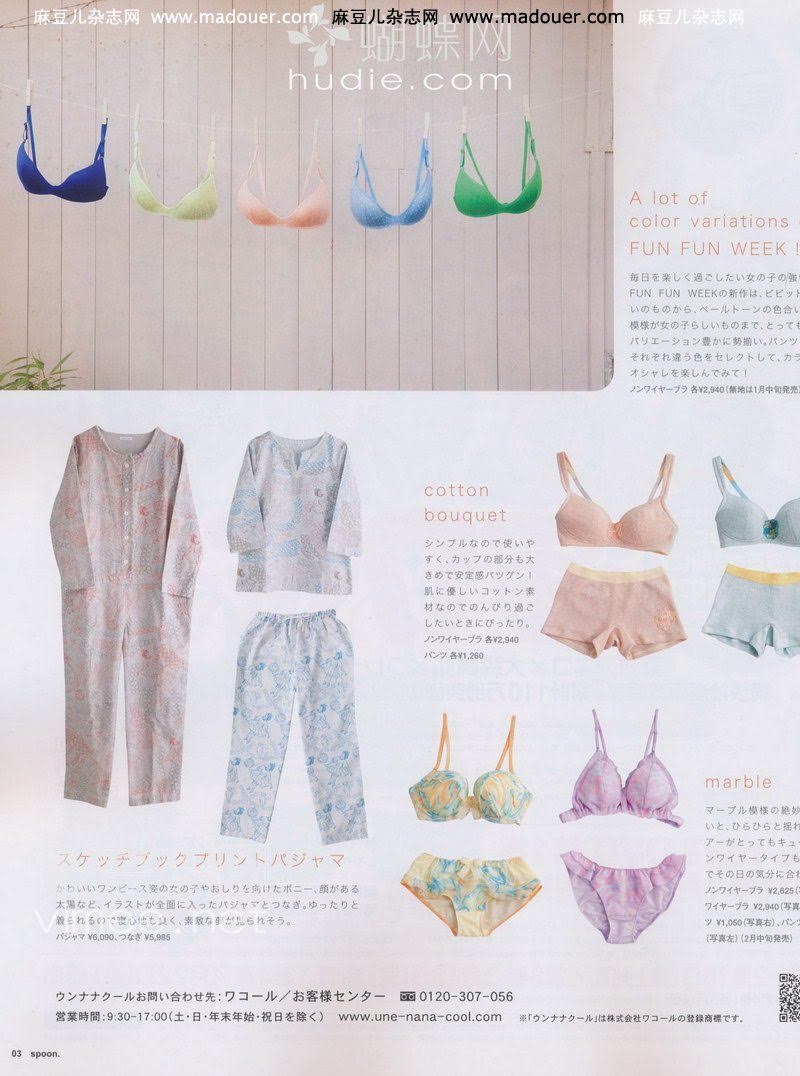 麻豆儿杂志网 www.madouer.com 麻豆儿杂志网 www.madouer.com 麻豆儿杂志网
蝴蝶网
hudie.com
A lot of
color variations
FUN FUN WEEK !
毎日を楽しく過ごしたい女の子の強
FUN FUN WEEKの新作は、ビビット
いのものから、ペールトーンの色合い
模様が女の子らしいものまで、とっても
バリエーション豊かに勢揃い。パンツ
それぞれ違う色をセレクトして、カラ
オシャレを楽しんでみて！
ノンワイヤーブラ 各¥2,940（無地は1月中旬発売）
cotton
bouquet
シンプルなので使いや
すく、カップの部分も大
きめで安定感バツグン！
肌に優しいコットン素
材なのでのんびり過ご
したいときにぴったり。
ノンワイヤーブラ 各¥2,940
パンツ 各¥1,260
marble
マーブル模様の絶妙
いと、ひらひらと揺れ
アーがとってもキュー
ンワイヤータイプも
でその日の気分に合わ
ノンワイヤーブラ ¥2,625（
ワイヤーブラ ¥2,940（写真
ツ ¥1,050（写真右）、パンツ
（写真左）（2月中旬発売）
スケッチブックプリントパジャマ
かわいいワンピース姿の女の子やおしりを向けたポニー、顔がある
太陽など、イラストが全面に入ったパジャマとつなぎ。ゆったりと
着られるので寝心地も良く、素敵な夢が見られそう。
パジャマ ¥6,090、つなぎ ¥5,985
ウンナナクールお問い合わせ先：ワコール／お客様センター 0120-307-056
営業時間：9:30-17:00（土・日・年末年始・祝日を除く） www.une-nana-cool.com ※「ウンナナクール」は株式会社ワコールの登録商標です。
03 spoon.